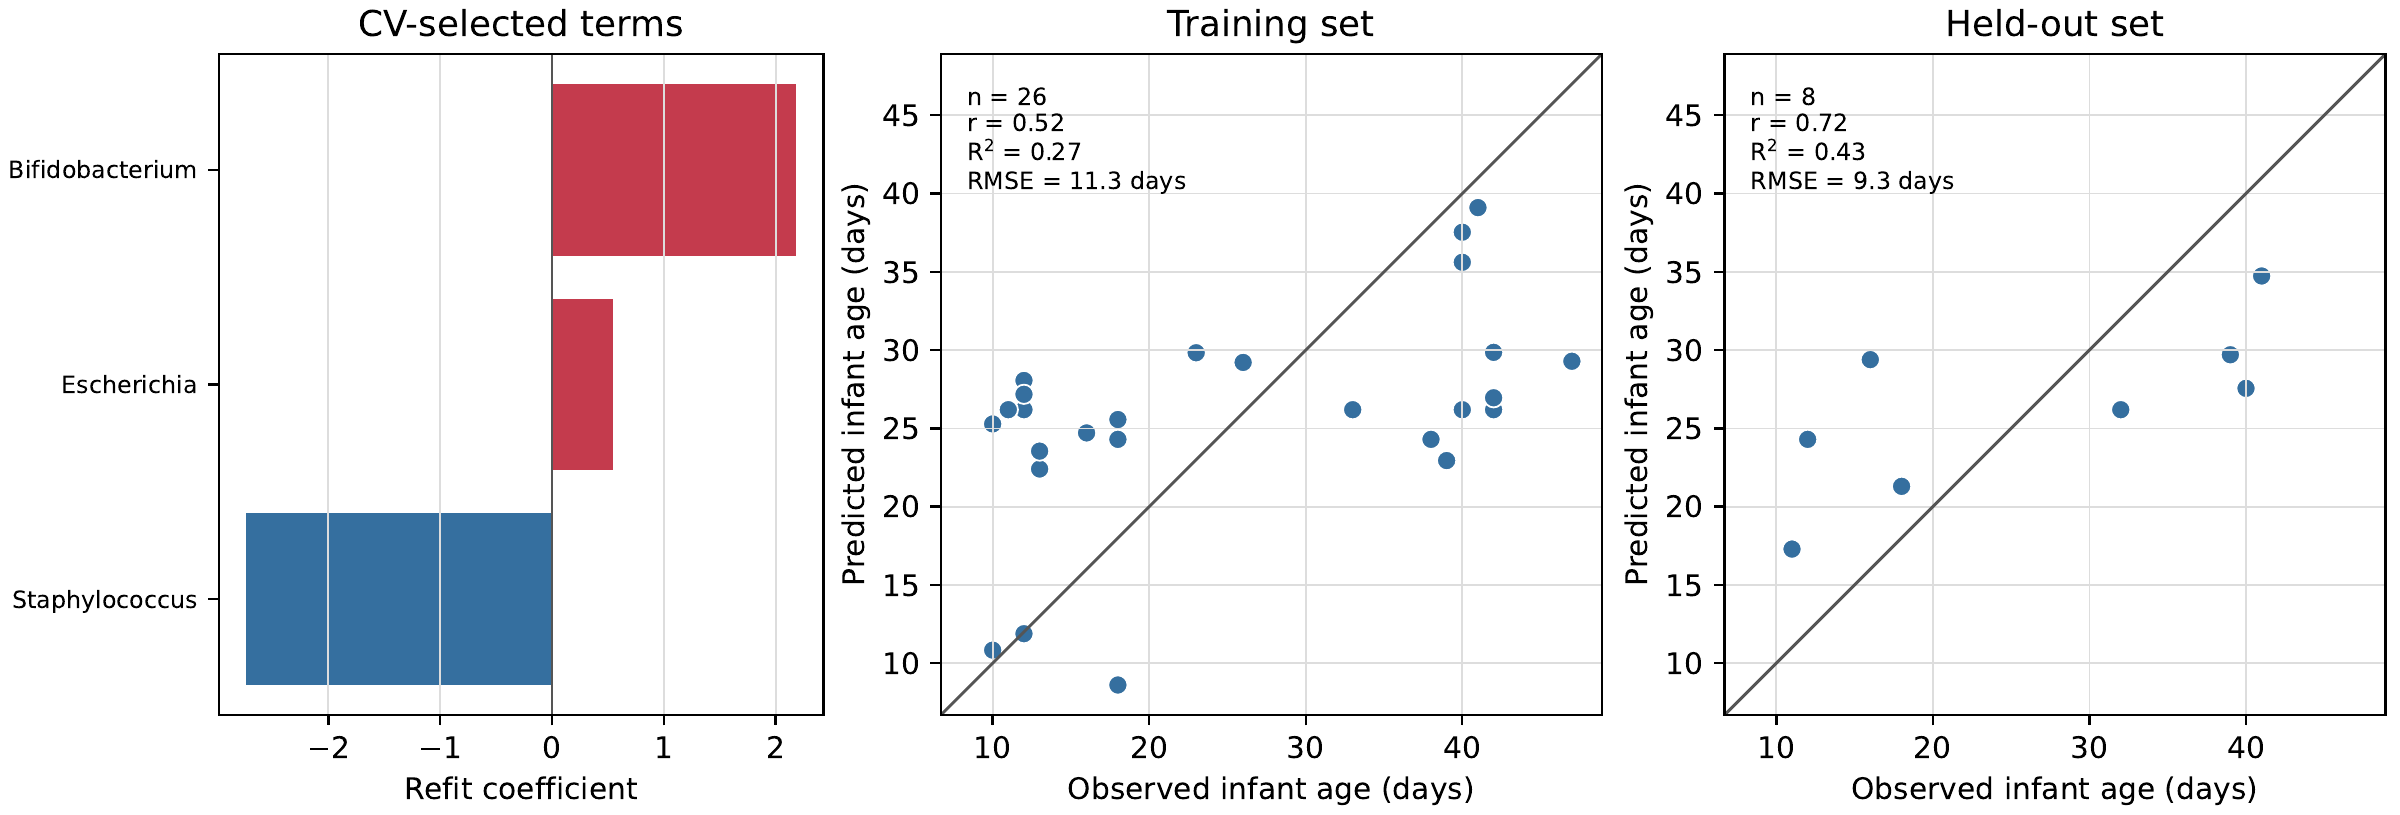 CV-selected terms
Bifidobacterium
Escherichia
Staphylococcus
−2 −1 0 1 2
Refit coefficient
Training set
n = 26
r = 0.52
R² = 0.27
RMSE = 11.3 days
45
40
35
30
25
20
15
10
Predicted infant age (days)
10 20 30 40
Observed infant age (days)
Held-out set
n = 8
r = 0.72
R² = 0.43
RMSE = 9.3 days
45
40
35
30
25
20
15
10
Predicted infant age (days)
10 20 30 40
Observed infant age (days)